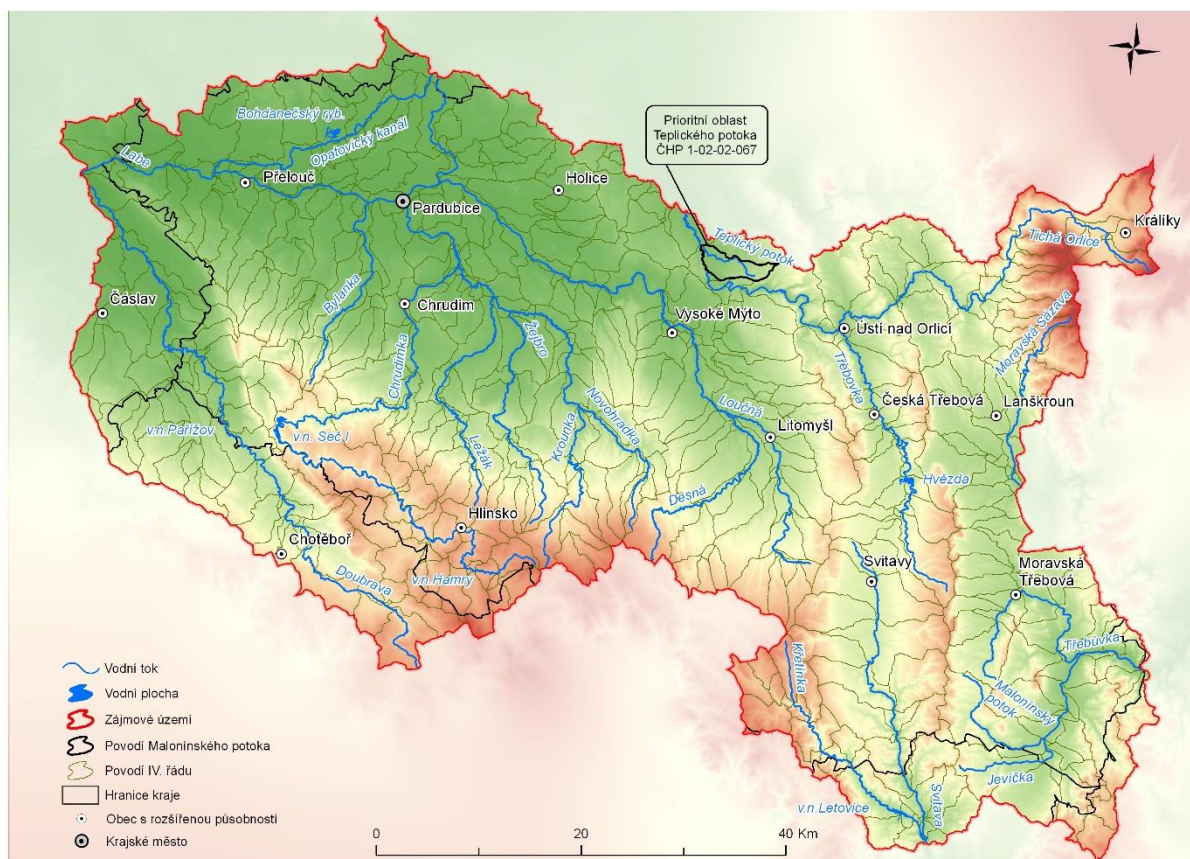 Bohdanečský ryb.
Opatovický kanál
Labe
Přelouč
Pardubice
Holice
Prioritní oblast
Teplického potoka
ČHP 1-02-02-067
Teplický potok
Králíky
Tichá Orlice
Čáslav
Bylanka
Chrudim
Chrudimka
Žejbro
Vysoké Mýto
Ústí nad Orlicí
Moravská Sázava
Třebovka
Česká Třebová
Lanškroun
v.n.Pařížov
v.n. Seč I
Ležák
Krounka
Novohradka
Loučná
Litomyšl
Desná
Hvězda
Hlinsko
Chotěboř
Doubrava
v.n.Hamry
Svitavy
Moravská
Třebová
Třebůvka
Křetínka
Malonínský
potok
Jevíčka
v.n.Letovice
Svitava
Vodní tok
Vodní plocha
Zájmové území
Povodí Malonínského potoka
Povodí IV. řádu
Hranice kraje
Obec s rozšířenou působností
Krajské město
0 20 40 Km